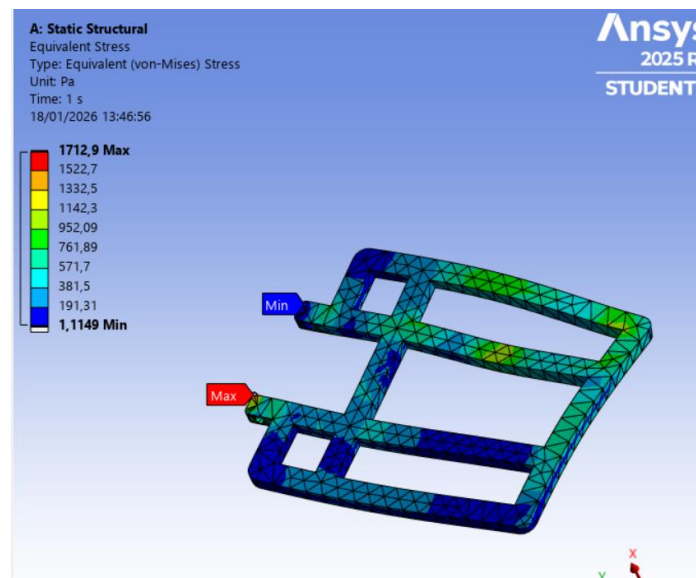 A: Static Structural
Equivalent Stress
Type: Equivalent (von-Mises) Stress
Unit: Pa
Time: 1 s
18/01/2026 13:46:56
Ansys
2025 R
STUDENT
1712,9 Max
1522,7
1332,5
1142,3
952,09
761,89
571,7
381,5
191,31
1,1149 Min
Min
Max
X
Y